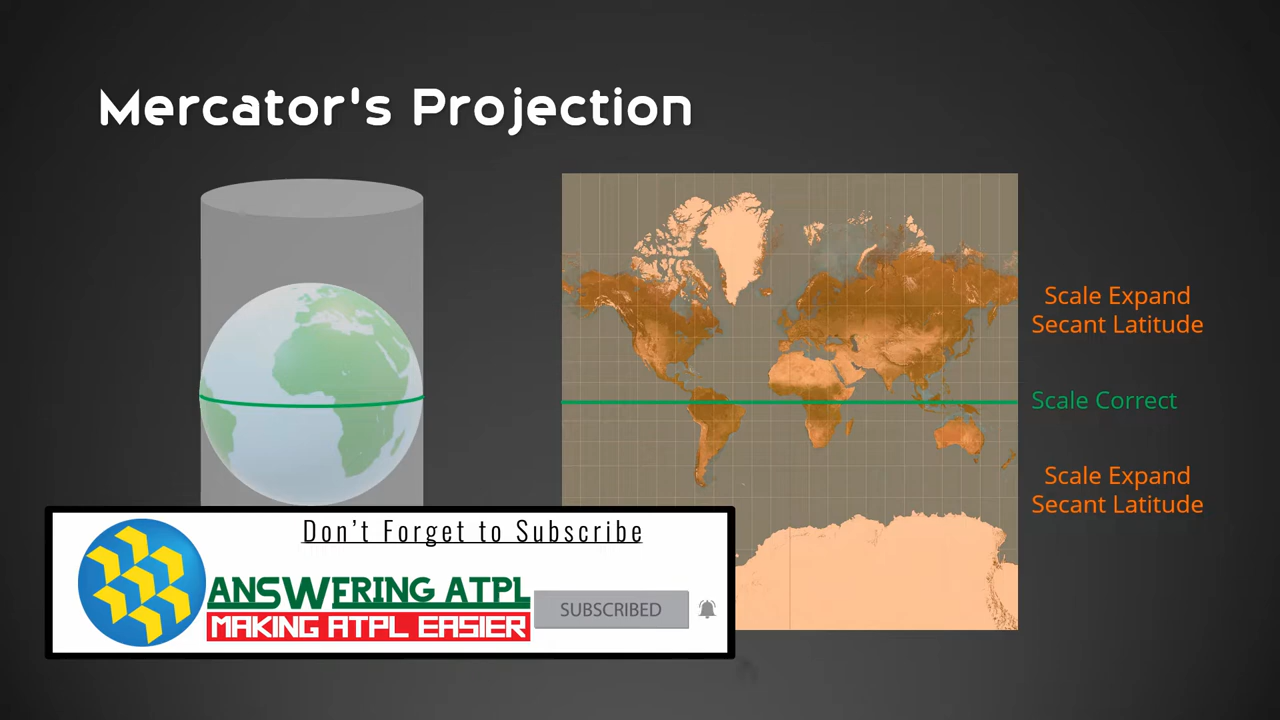 Mercator's Projection
Scale Expand
Secant Latitude
Scale Correct
Scale Expand
Secant Latitude
Don't Forget to Subscribe
ANSWERING ATPL
MAKING ATPL EASIER
SUBSCRIBED